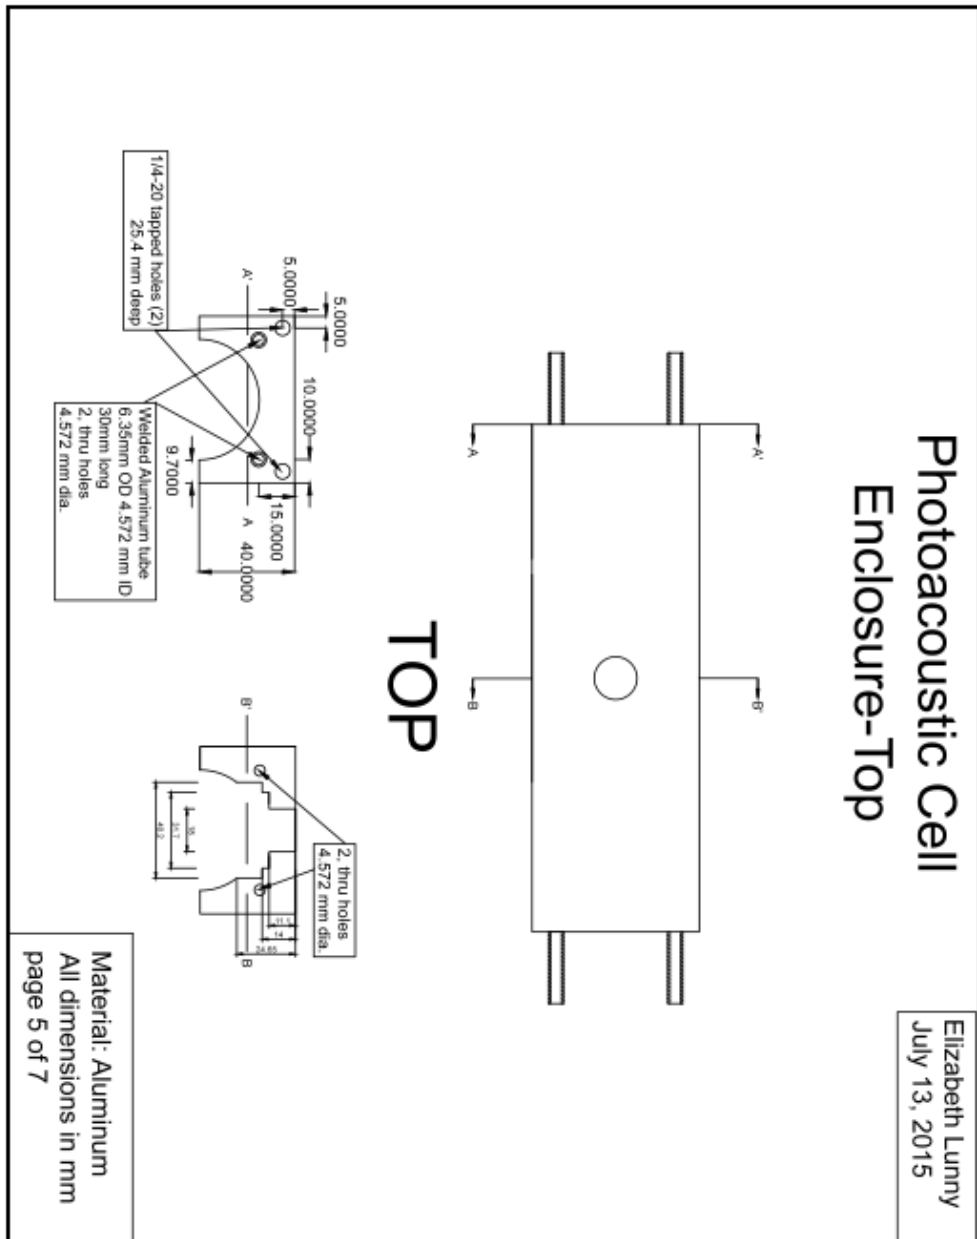 Photoacoustic Cell
Enclosure-Top
Elizabeth Lunny
July 13, 2015
A
A'
B
B'
TOP
1/4-20 tapped holes (2)
25.4 mm deep
A'
5.0000
5.0000
10.0000
9.7000
15.0000
A
40.0000
Welded Aluminum tube
6.35mm OD 4.572 mm ID
30mm long
2, thru holes
4.572 mm dia.
B'
2, thru holes
4.572 mm dia.
11.1
14
24.65
B
Material: Aluminum
All dimensions in mm
page 5 of 7